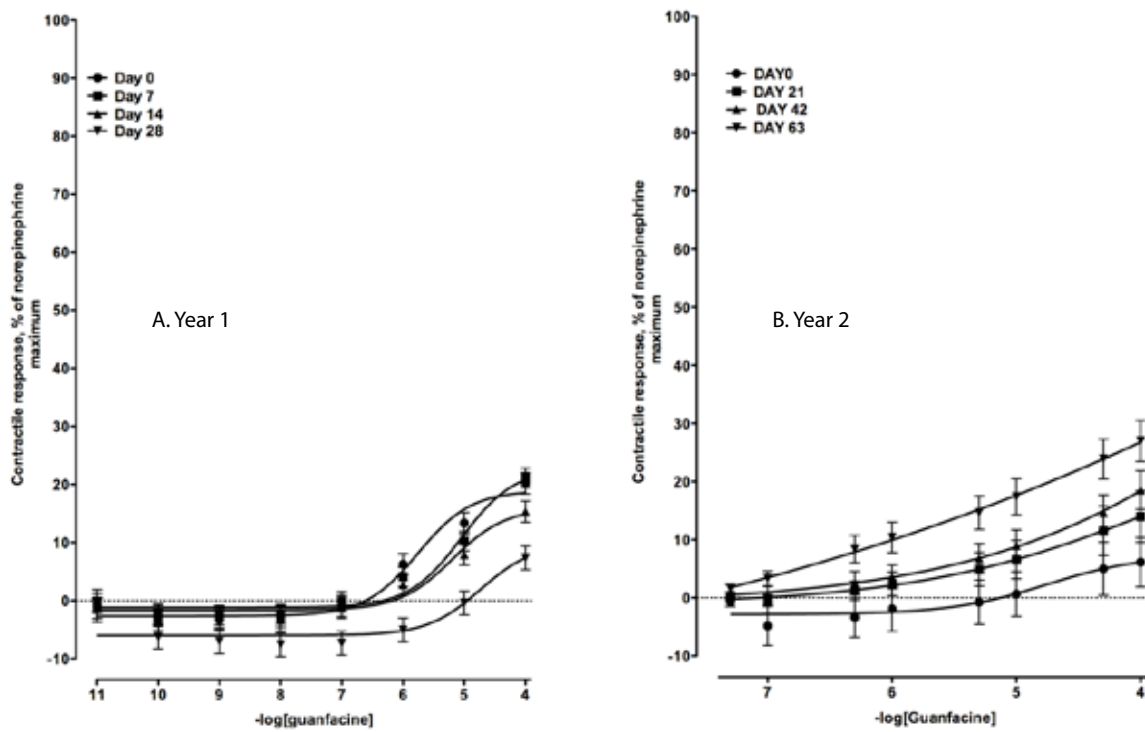 100
90
80
70
60
50
40
30
20
10
0
-10
Contractile response, % of norepinephrine
maximum
Day 0
Day 7
Day 14
Day 28
A. Year 1
11 10 9 8 7 6 5 4
-log[guanfacine]
100
90
80
70
60
50
40
30
20
10
0
-10
Contractile response, % of norepinephrine
maximum
DAY0
DAY 21
DAY 42
DAY 63
B. Year 2
7 6 5 4
-log[Guanfacine]